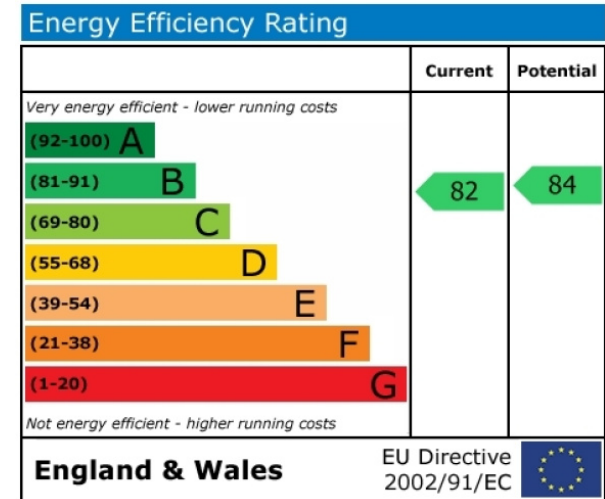 Energy Efficiency Rating
Current Potential
Very energy efficient - lower running costs
(92-100) A
(81-91) B
82 84
(69-80) C
(55-68) D
(39-54) E
(21-38) F
(1-20) G
Not energy efficient - higher running costs
England & Wales
EU Directive
2002/91/EC